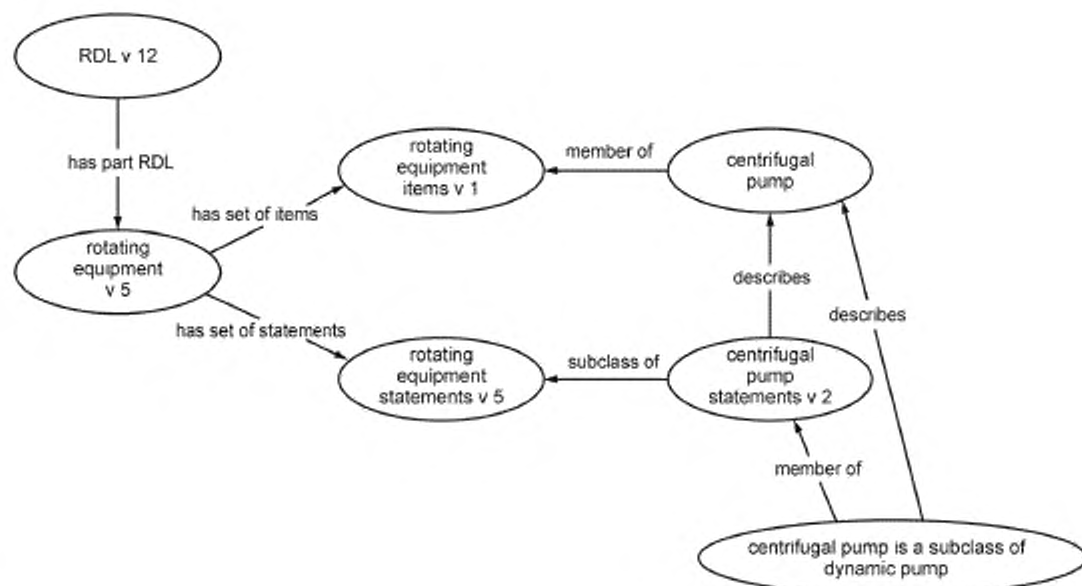 RDL v 12
has part RDL
rotating
equipment
v 5
has set of items
has set of statements
rotating
equipment
items v 1
member of
centrifugal
pump
describes
describes
rotating
equipment
statements v 5
subclass of
centrifugal
pump
statements v 2
member of
centrifugal pump is a subclass of
dynamic pump